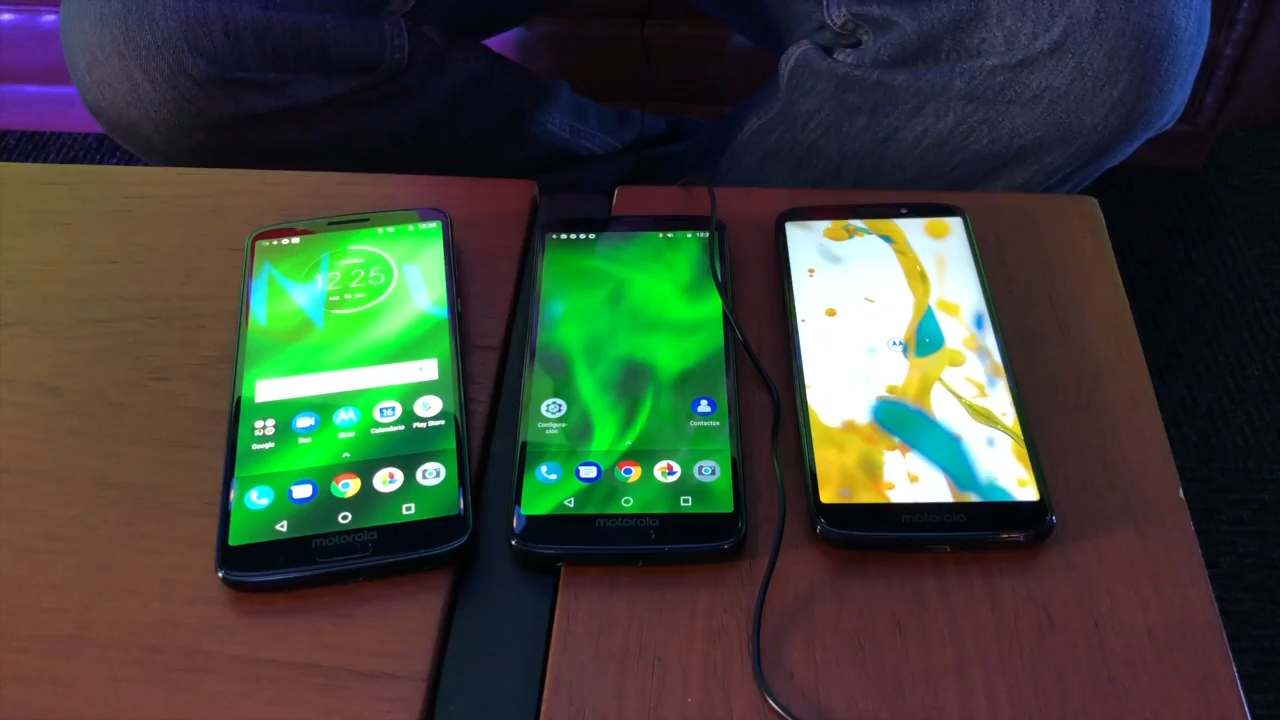 12 25
Google
Duo
Moto
16
Calendario
Play Store
motorola
Configura-
ción
Contactos
motorola
motorola